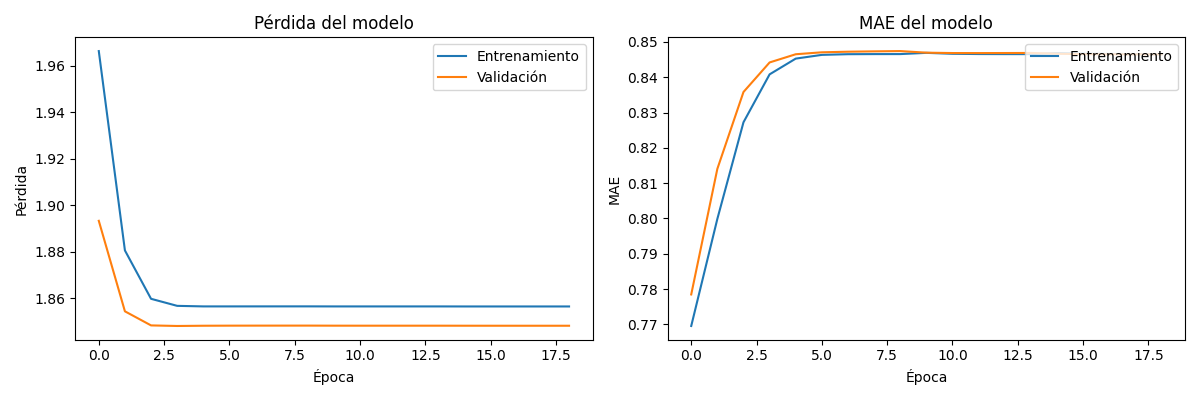 Pérdida del modelo
Pérdida
1.96
1.94
1.92
1.90
1.88
1.86
0.0 2.5 5.0 7.5 10.0 12.5 15.0 17.5
Época
Entrenamiento
Validación
MAE del modelo
MAE
0.85
0.84
0.83
0.82
0.81
0.80
0.79
0.78
0.77
0.0 2.5 5.0 7.5 10.0 12.5 15.0 17.5
Época
Entrenamiento
Validación